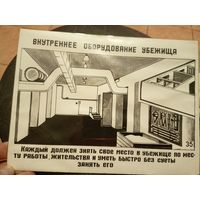 ВНУТРЕННЕЕ ОБОРУДОВАНИЕ УБЕЖИЩА
35
КАЖДЫЙ ДОЛЖЕН ЗНАТЬ СВОЕ МЕСТО В УБЕЖИЩЕ ПО МЕС-
ТУ РАБОТЫ, ЖИТЕЛЬСТВА И УМЕТЬ БЫСТРО БЕЗ СУЕТЫ
ЗАНЯТЬ ЕГО